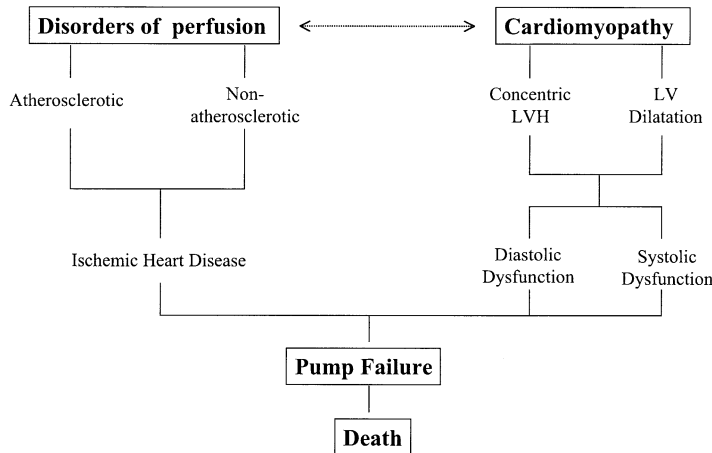 Disorders of perfusion
Cardiomyopathy
Atherosclerotic
Non-
atherosclerotic
Concentric
LVH
LV
Dilatation
Ischemic Heart Disease
Diastolic
Dysfunction
Systolic
Dysfunction
Pump Failure
Death